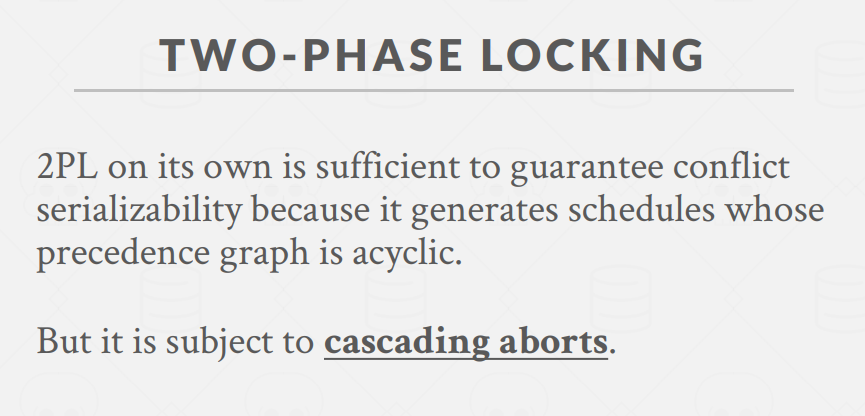 TWO-PHASE LOCKING
2PL on its own is sufficient to guarantee conflict
serializability because it generates schedules whose
precedence graph is acyclic.
But it is subject to cascading aborts.